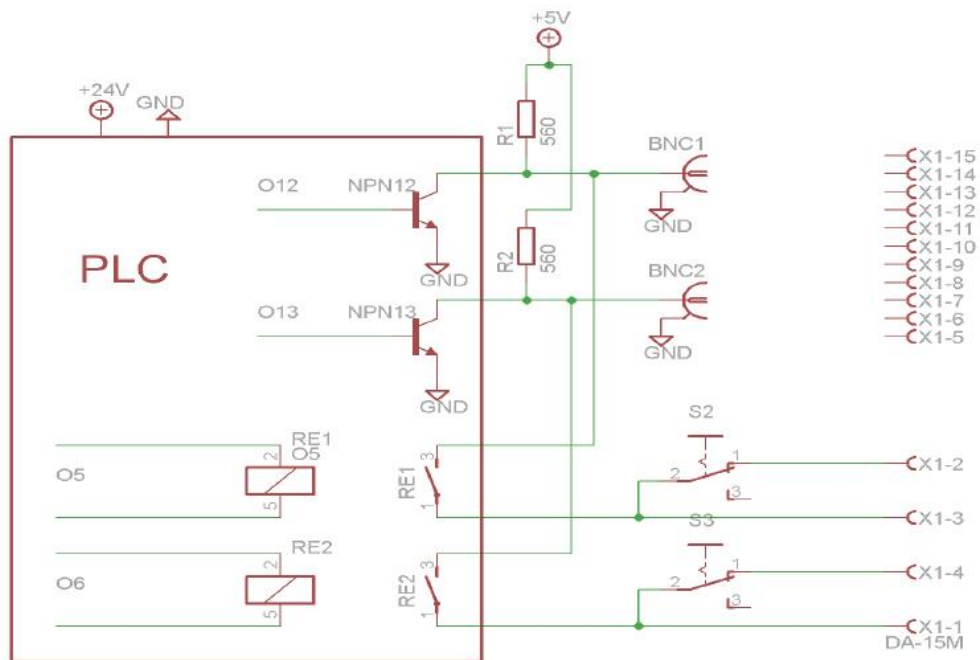 +5V
+24V
GND
R1
560
BNC1
GND
O12
NPN12
GND
R2
560
BNC2
GND
PLC
O13
NPN13
GND
X1-15
X1-14
X1-13
X1-12
X1-11
X1-10
X1-9
X1-8
X1-7
X1-6
X1-5
RE1
O5
2
5
O5
RE1
3
1
S2
2
1
3
X1-2
X1-3
RE2
2
5
O6
RE2
3
1
S3
2
1
3
X1-4
X1-1
DA-15M